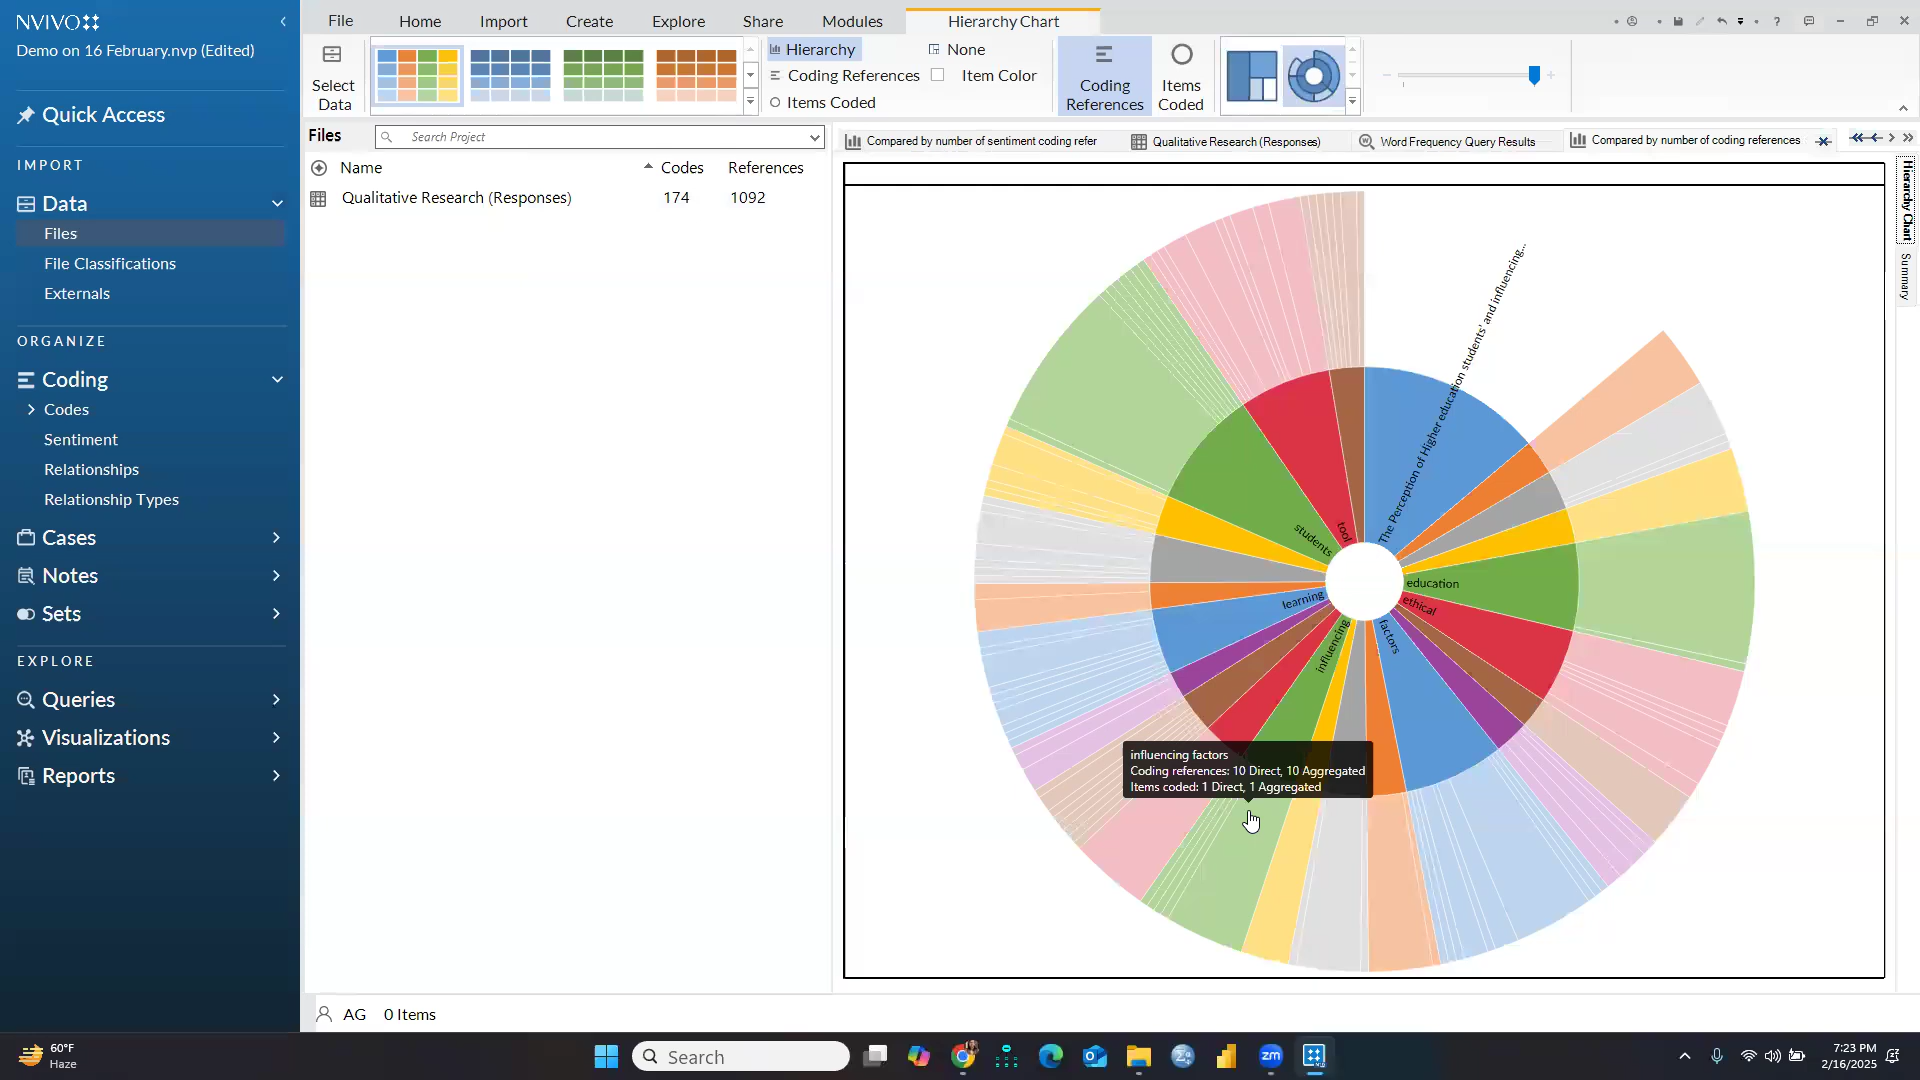 NVIVO
Demo on 16 February.nvp (Edited)
Quick Access
IMPORT
Data
Files
File Classifications
Externals
ORGANIZE
Coding
Codes
Sentiment
Relationships
Relationship Types
Cases
Notes
Sets
EXPLORE
Queries
Visualizations
Reports
File
Home
Import
Create
Explore
Share
Modules
Hierarchy Chart
Select
Data
Hierarchy
Coding References
Items Coded
None
Item Color
Coding
References
Items
Coded
Files
Search Project
Name
Codes
References
Qualitative Research (Responses)
174
1092
Compared by number of sentiment coding refer
Qualitative Research (Responses)
Word Frequency Query Results
Compared by number of coding references
Hierarchy Chart
Summary
The Perception of Higher education students' and influencing...
education
ethical
factors
influencing
learning
students
tool
influencing factors
Coding references: 10 Direct, 10 Aggregated
Items coded: 1 Direct, 1 Aggregated
AG
0 Items
60°F
Haze
Search
zm
7:23 PM
2/16/2025